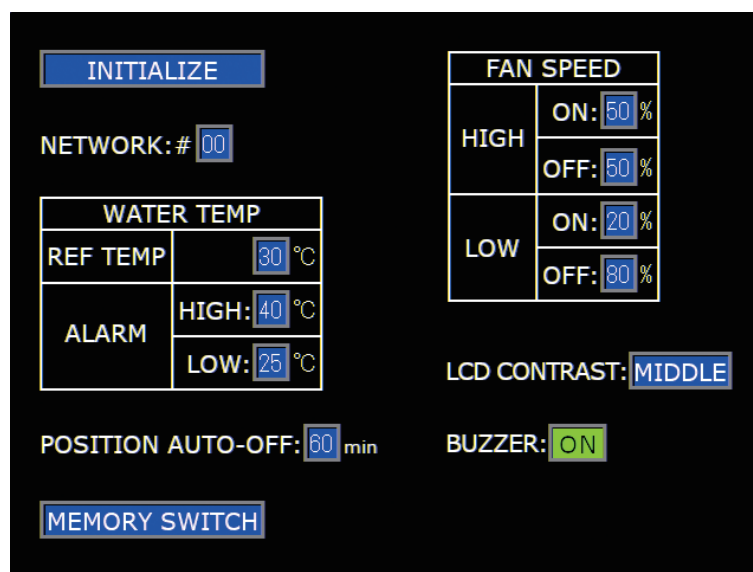 INITIALIZE
NETWORK:# 00
WATER TEMP
REF TEMP 30 °C
ALARM
HIGH: 40 °C
LOW: 25 °C
POSITION AUTO-OFF: 60 min
MEMORY SWITCH
FAN SPEED
HIGH
ON: 50 %
OFF: 50 %
LOW
ON: 20 %
OFF: 80 %
LCD CONTRAST: MIDDLE
BUZZER: ON